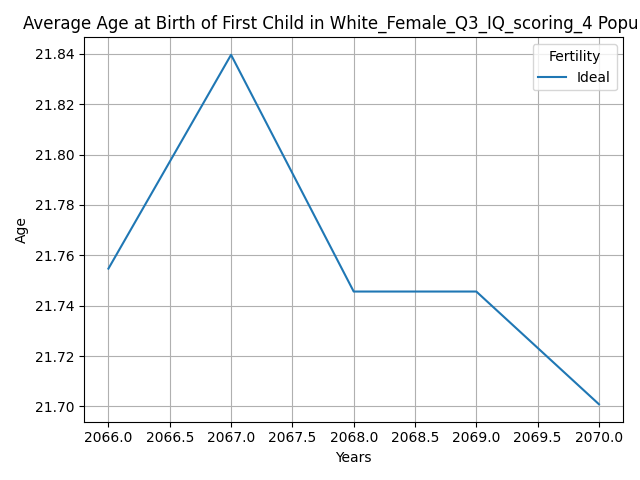 Average Age at Birth of First Child in White_Female_Q3_IQ_scoring_4 Popu
Fertility
Ideal
21.84
21.82
21.80
21.78
21.76
21.74
21.72
21.70
Age
2066.0 2066.5 2067.0 2067.5 2068.0 2068.5 2069.0 2069.5 2070.0
Years